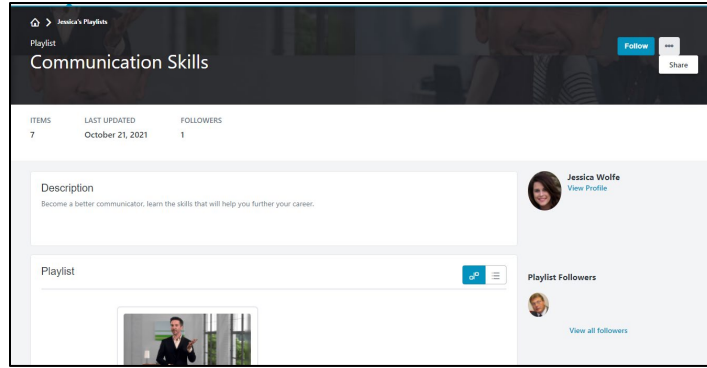 Jessica's Playlists
Playlist
Communication Skills
Follow
Share
ITEMS
LAST UPDATED
FOLLOWERS
7
October 21, 2021
1
Description
Become a better communicator, learn the skills that will help you further your career.
Jessica Wolfe
View Profile
Playlist
Playlist Followers
View all followers